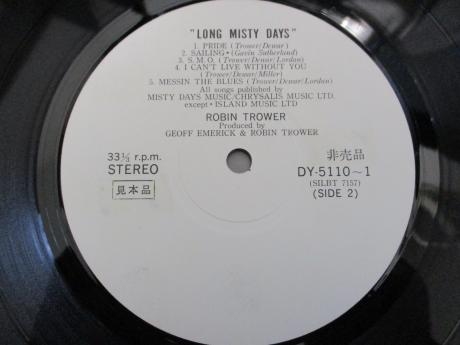 "LONG MISTY DAYS"
1. PRIDE (Trower/Dewar)
2. SAILING• (Gavin Sutherland)
3. S.M.O. (Trower/Dewar/Lordan)
4. I CAN'T LIVE WITHOUT YOU
(Trower/Dewar/Miller)
5. MESSIN THE BLUES (Trower/Dewar/Lordan)
All songs published by
MISTY DAYS MUSIC/CHRYSALIS MUSIC LTD.
except• ISLAND MUSIC LTD
ROBIN TROWER
Produced by
GEOFF EMERICK & ROBIN TROWER
33⅓ r.p.m.
STEREO
見本品
非売品
DY-5110~1
(SILBT 7157)
(SIDE 2)